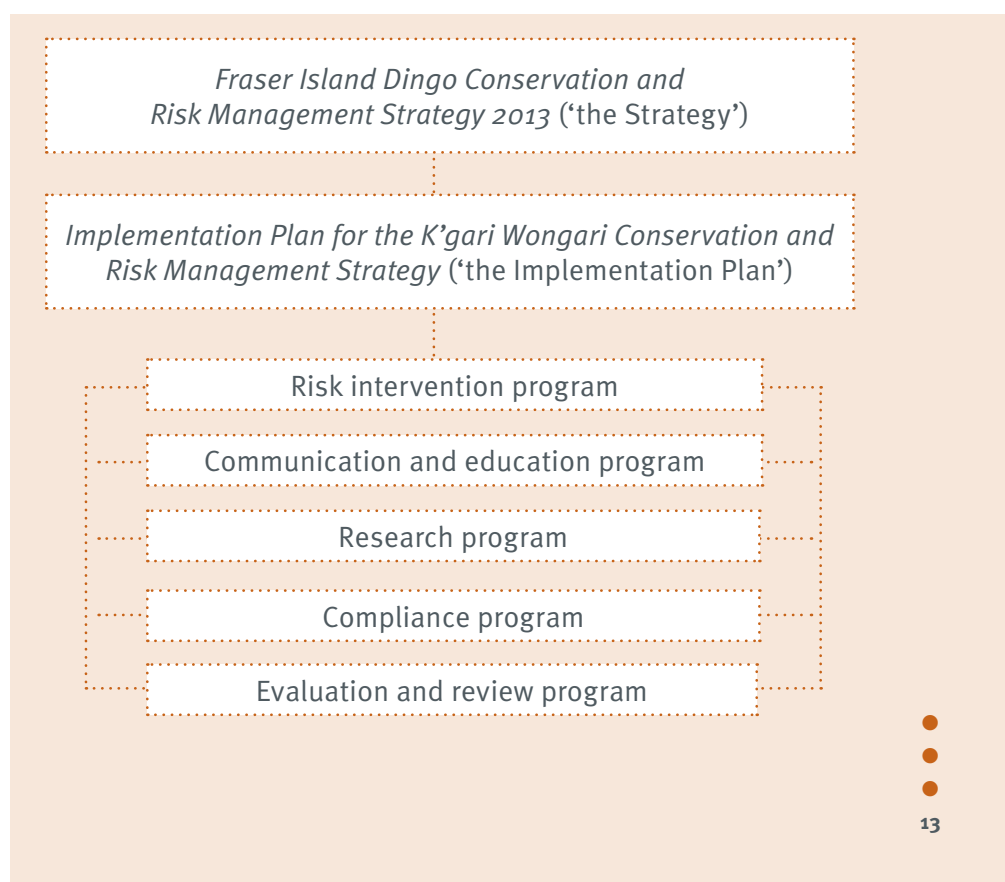 Fraser Island Dingo Conservation and
Risk Management Strategy 2013 (‘the Strategy’)
Implementation Plan for the K’gari Wongari Conservation and
Risk Management Strategy (‘the Implementation Plan’)
Risk intervention program
Communication and education program
Research program
Compliance program
Evaluation and review program
13